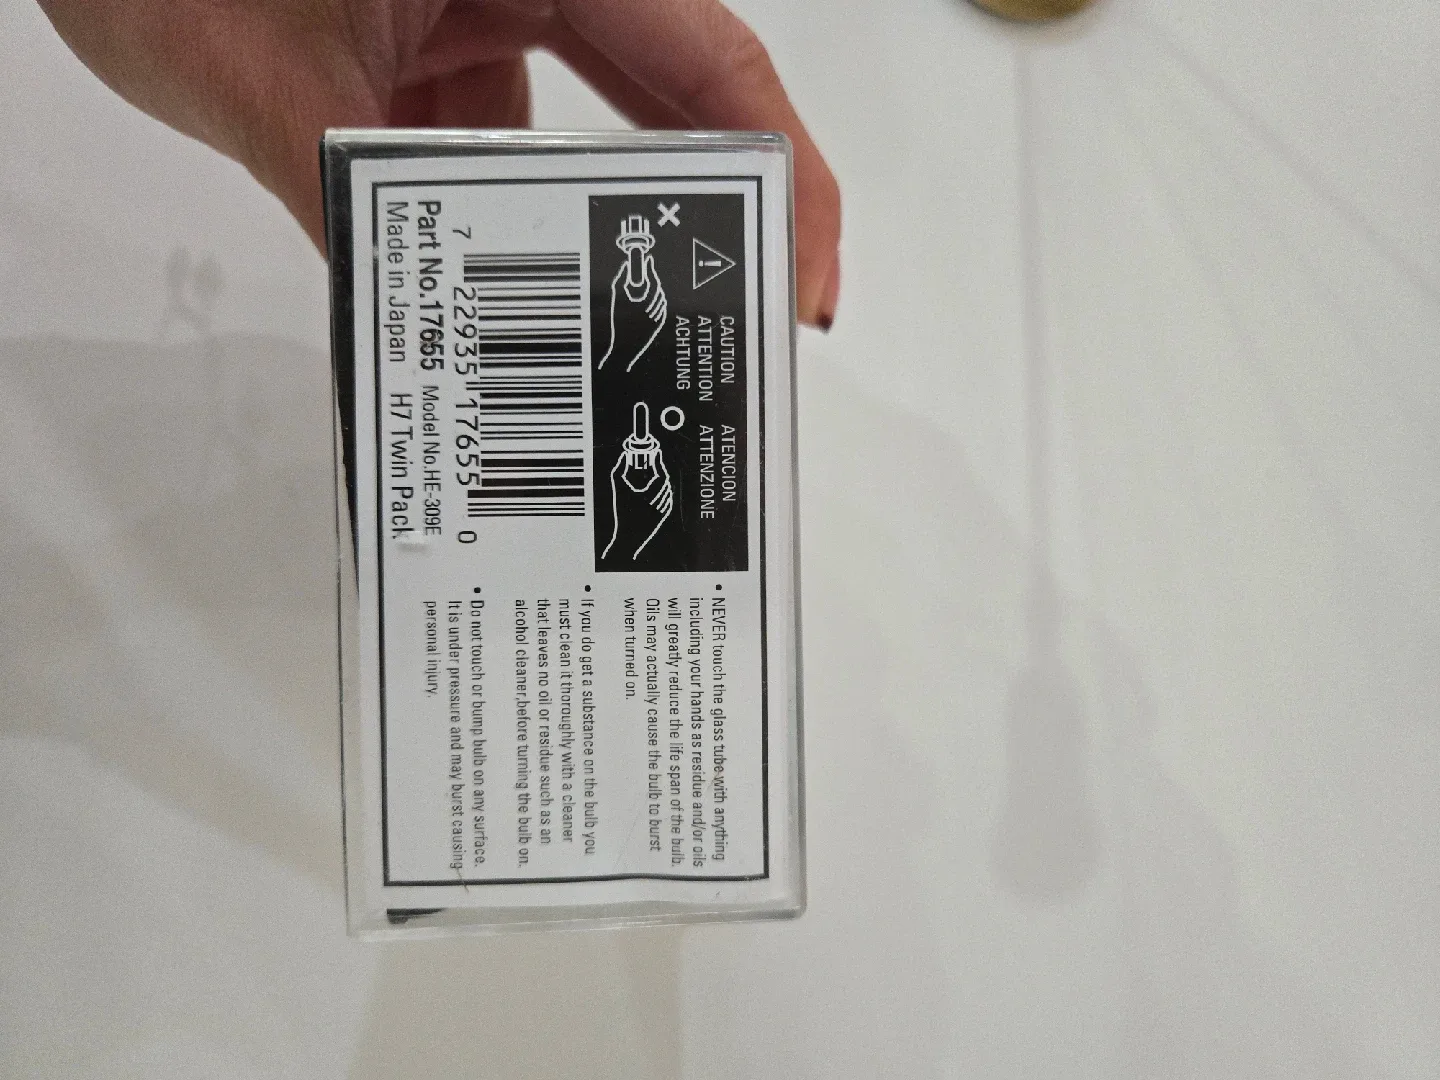 CAUTION ATENCION
ATTENTION ATTENZIONE
ACHTUNG
7 22935 17655 0
Part No.17655 Model No.HE-309E
Made in Japan H7 Twin Pack
• NEVER touch the glass tube with anything
including your hands as residue and/or oils
will greatly reduce the life span of the bulb.
Oils may actually cause the bulb to burst
when turned on.
• If you do get a substance on the bulb you
must clean it thoroughly with a cleaner
that leaves no oil or residue such as an
alcohol cleaner,before turning the bulb on.
• Do not touch or bump bulb on any surface.
It is under pressure and may burst causing
personal injury.